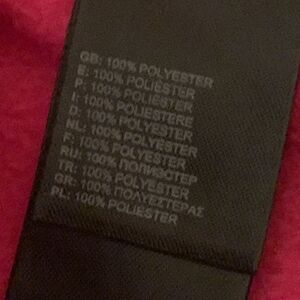 GB: 100% POLYESTER
E: 100% POLIÉSTER
P: 100% POLIÉSTER
I: 100% POLIESTERE
D: 100% POLYESTER
NL: 100% POLYESTER
F: 100% POLYESTER
RU: 100% ПОЛИЭСТЕР
TR: 100% POLYESTER
GR: 100% ΠΟΛΥΕΣΤΕΡΑΣ
PL: 100% POLIESTER